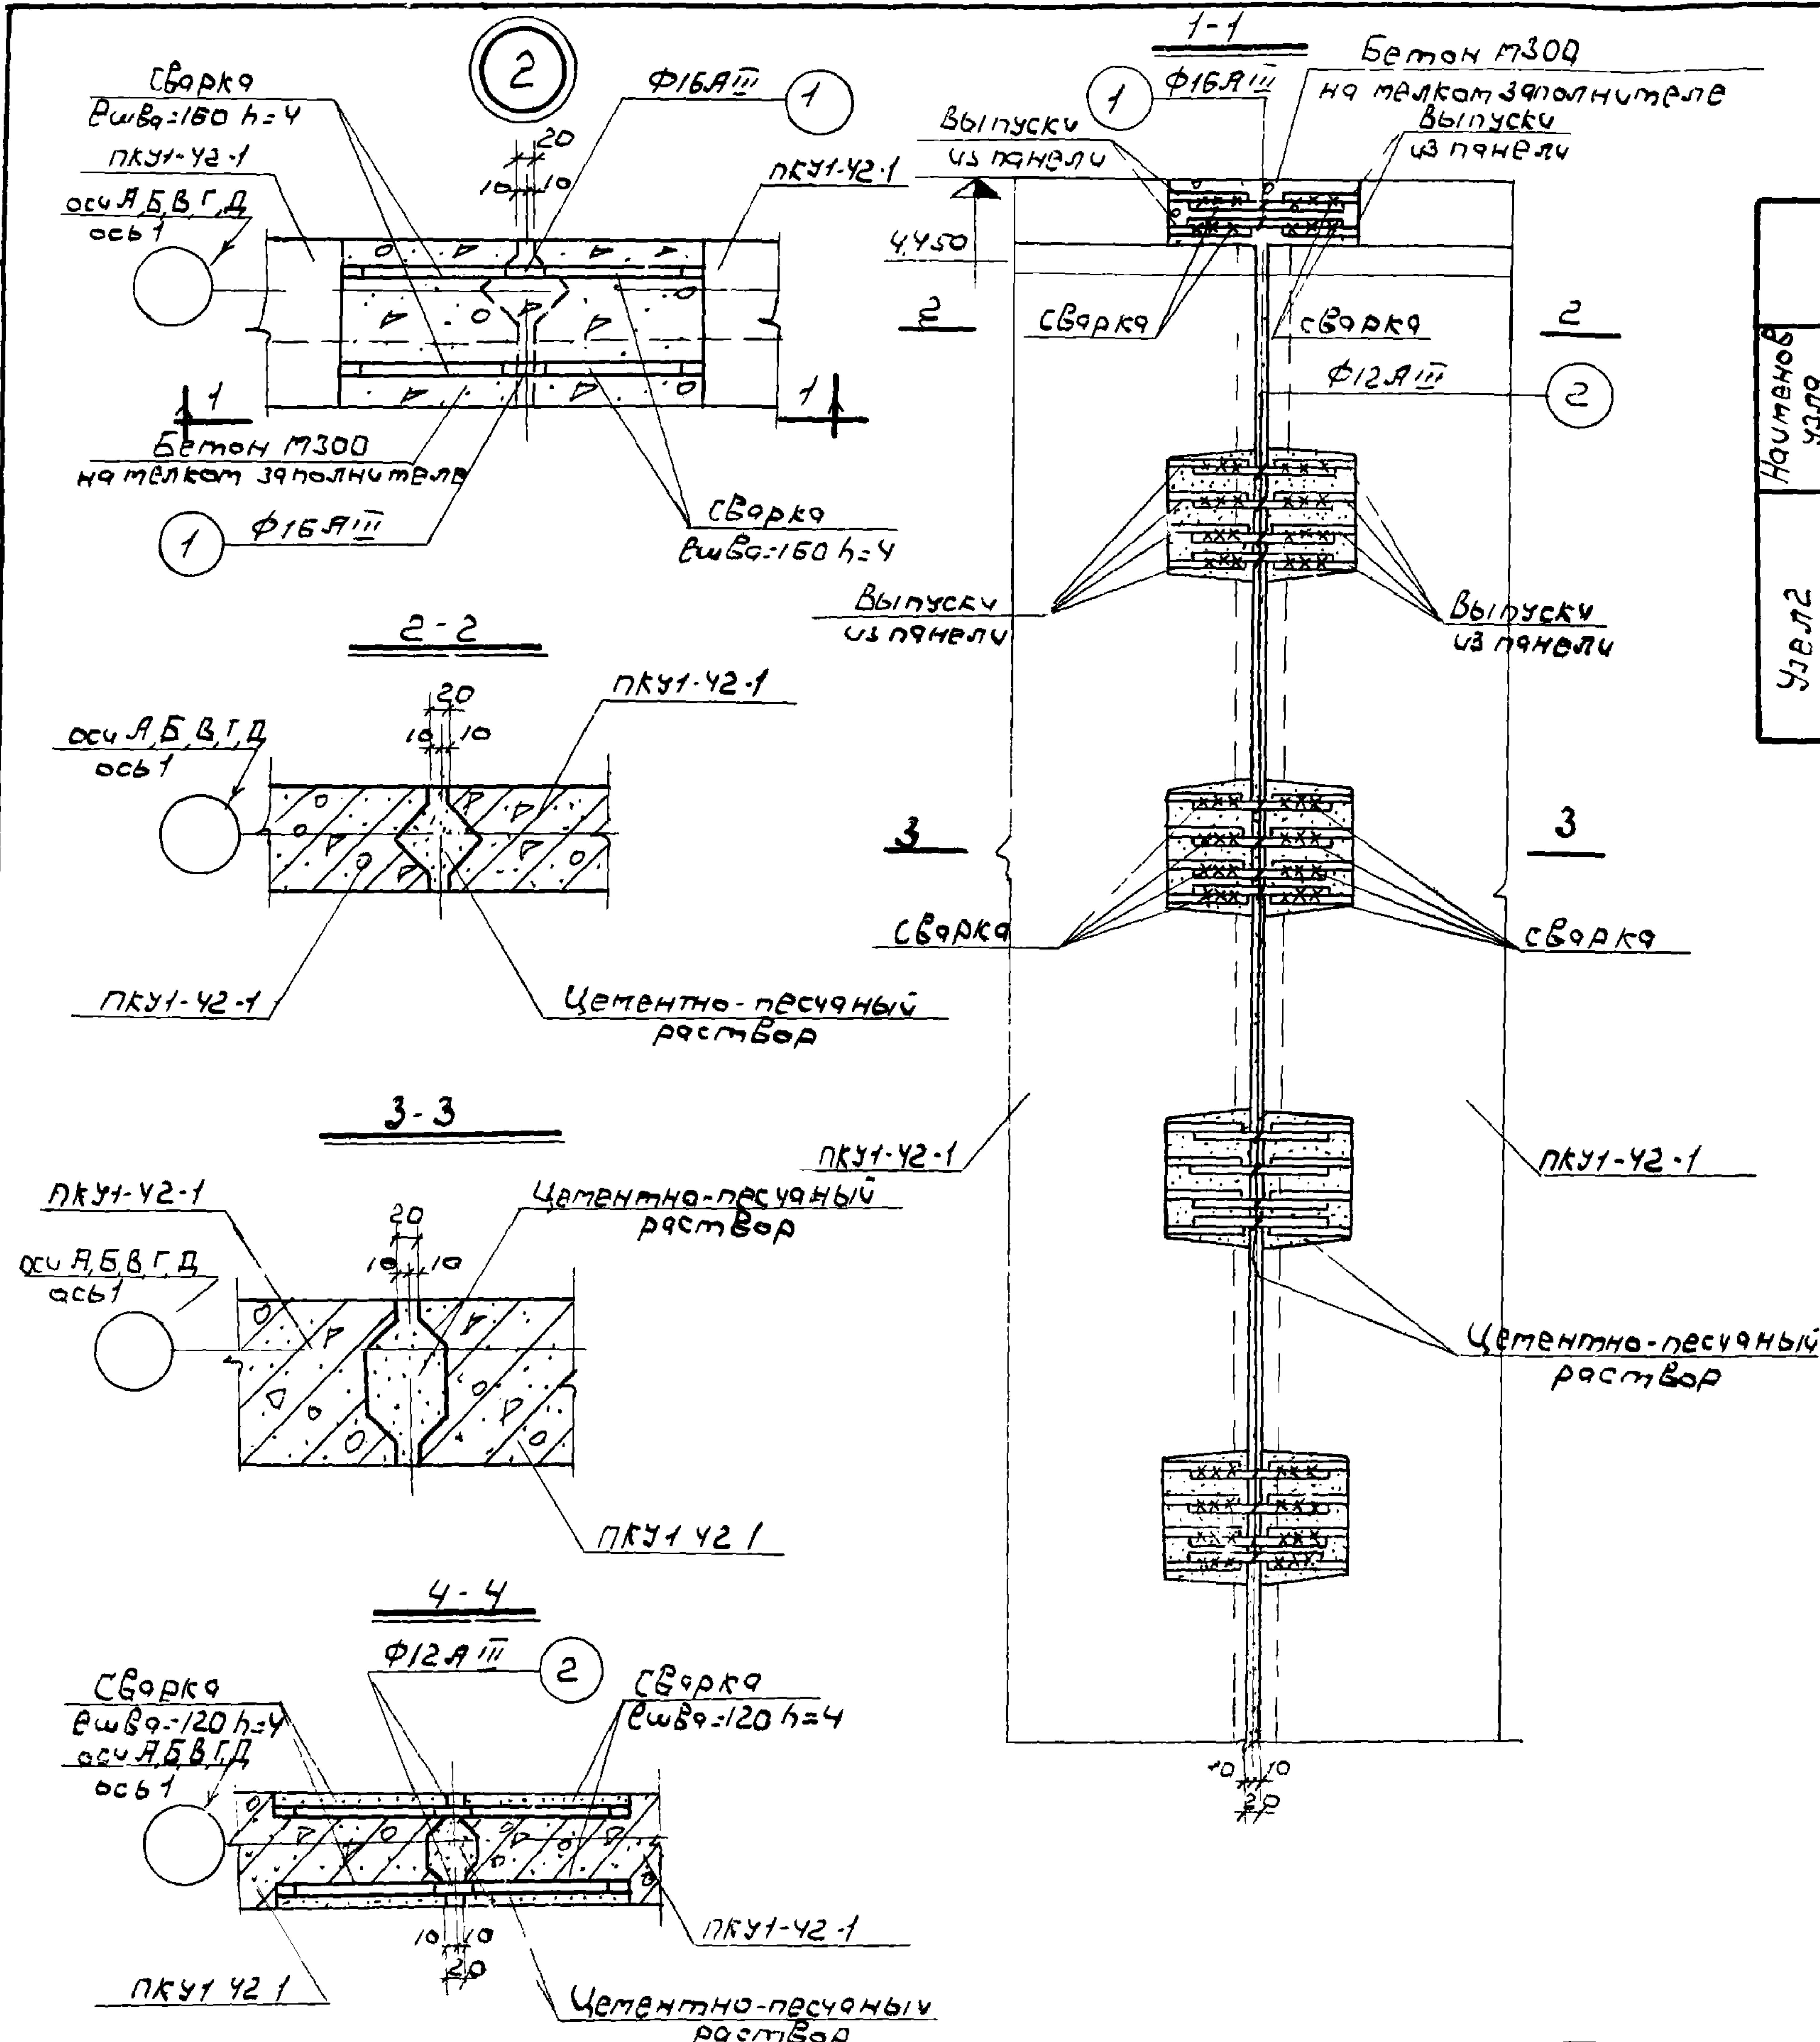 2
Сварка
ℓшва=160 h=4
ПКУ1-42-1
оси А,Б,В,Г,Д
ось 1
20
10 10
Ф16АIII
1
ПКУ1-42-1
1 1
Бетон М300
на мелком заполнителе
1
Ф16АIII
Сварка
ℓшва=160 h=4
2-2
20
10 10
ПКУ1-42-1
оси А,Б,В,Г,Д
ось 1
ПКУ1-42-1
Цементно-песчаный
раствор
3-3
ПКУ1-42-1
20
10 10
Цементно-песчаный
раствор
оси А,Б,В,Г,Д
ось 1
ПКУ1 42 1
4-4
Ф12АIII
2
Сварка
ℓшва=120 h=4
оси А,Б,В,Г,Д
ось 1
Сварка
ℓшва=120 h=4
10 10
20
ПКУ1-42-1
ПКУ1 42 1
Цементно-песчаный
раствор
1-1
1
Ф16АIII
Бетон М300
на мелком заполнителе
Выпуски
из панели
Выпуски
из панели
4,450
2
сварка
сварка
2
Ф12АIII
2
Выпуски
из панели
Выпуски
из панели
3
3
сварка
сварка
ПКУ1-42-1
ПКУ1-42-1
Цементно-песчаный
раствор
10 10
20
Наименов
узла
Узел2